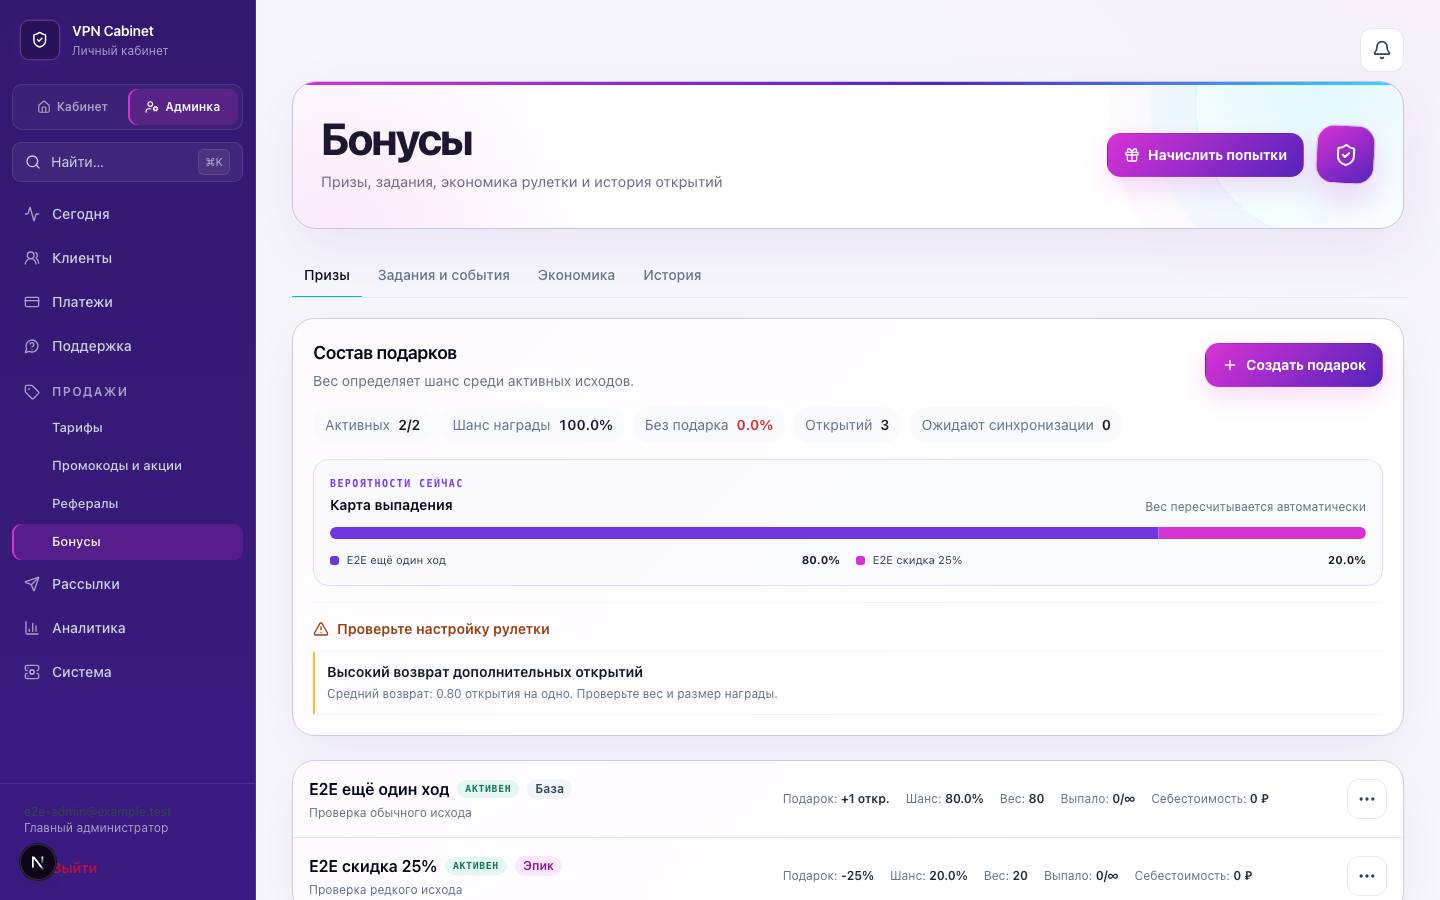 VPN Cabinet
Личный кабинет
Кабинет
Админка
Найти...
⌘K
Сегодня
Клиенты
Платежи
Поддержка
ПРОДАЖИ
Тарифы
Промокоды и акции
Рефералы
Бонусы
Рассылки
Аналитика
Система
e2e-admin@example.test
Главный администратор
N
Выйти
Бонусы
Призы, задания, экономика рулетки и история открытий
Начислить попытки
Призы
Задания и события
Экономика
История
Состав подарков
Вес определяет шанс среди активных исходов.
Создать подарок
Активных 2/2
Шанс награды 100.0%
Без подарка 0.0%
Открытий 3
Ожидают синхронизации 0
ВЕРОЯТНОСТИ СЕЙЧАС
Карта выпадения
Вес пересчитывается автоматически
E2E ещё один ход 80.0%
E2E скидка 25% 20.0%
Проверьте настройку рулетки
Высокий возврат дополнительных открытий
Средний возврат: 0.80 открытия на одно. Проверьте вес и размер награды.
E2E ещё один ход АКТИВЕН База
Проверка обычного исхода
Подарок: +1 откр. Шанс: 80.0% Вес: 80 Выпало: 0/∞ Себестоимость: 0 ₽
E2E скидка 25% АКТИВЕН Эпик
Проверка редкого исхода
Подарок: -25% Шанс: 20.0% Вес: 20 Выпало: 0/∞ Себестоимость: 0 ₽